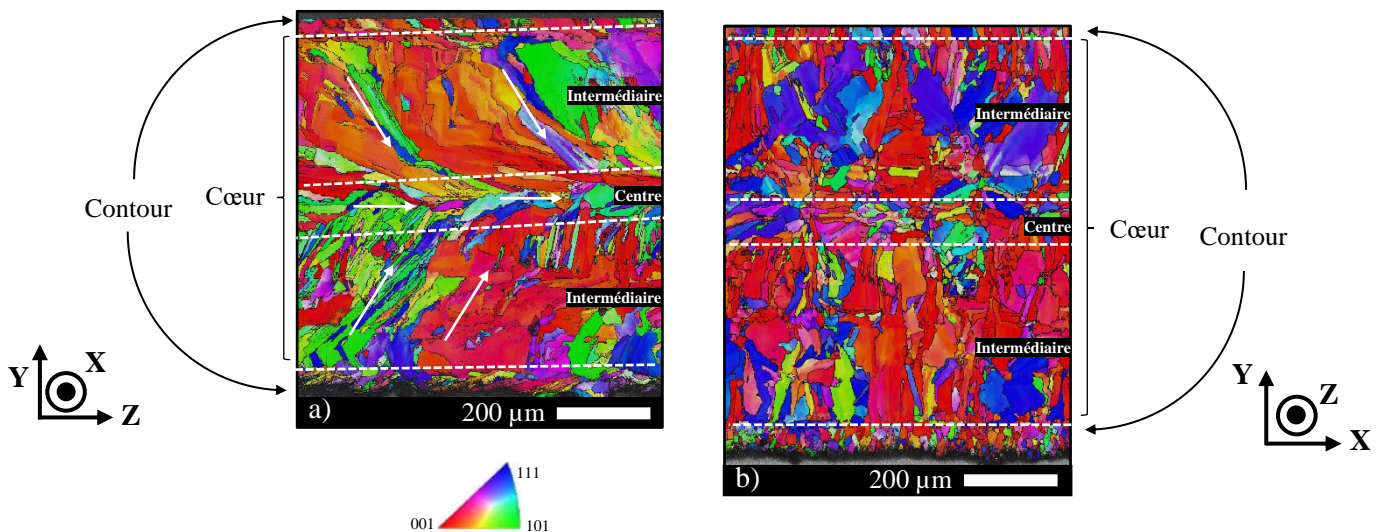 Contour
Cœur
Intermédiaire
Centre
Intermédiaire
a)
200 µm
Y
X
Z
Intermédiaire
Centre
Intermédiaire
b)
200 µm
Cœur
Contour
Y
Z
X
111
001
101